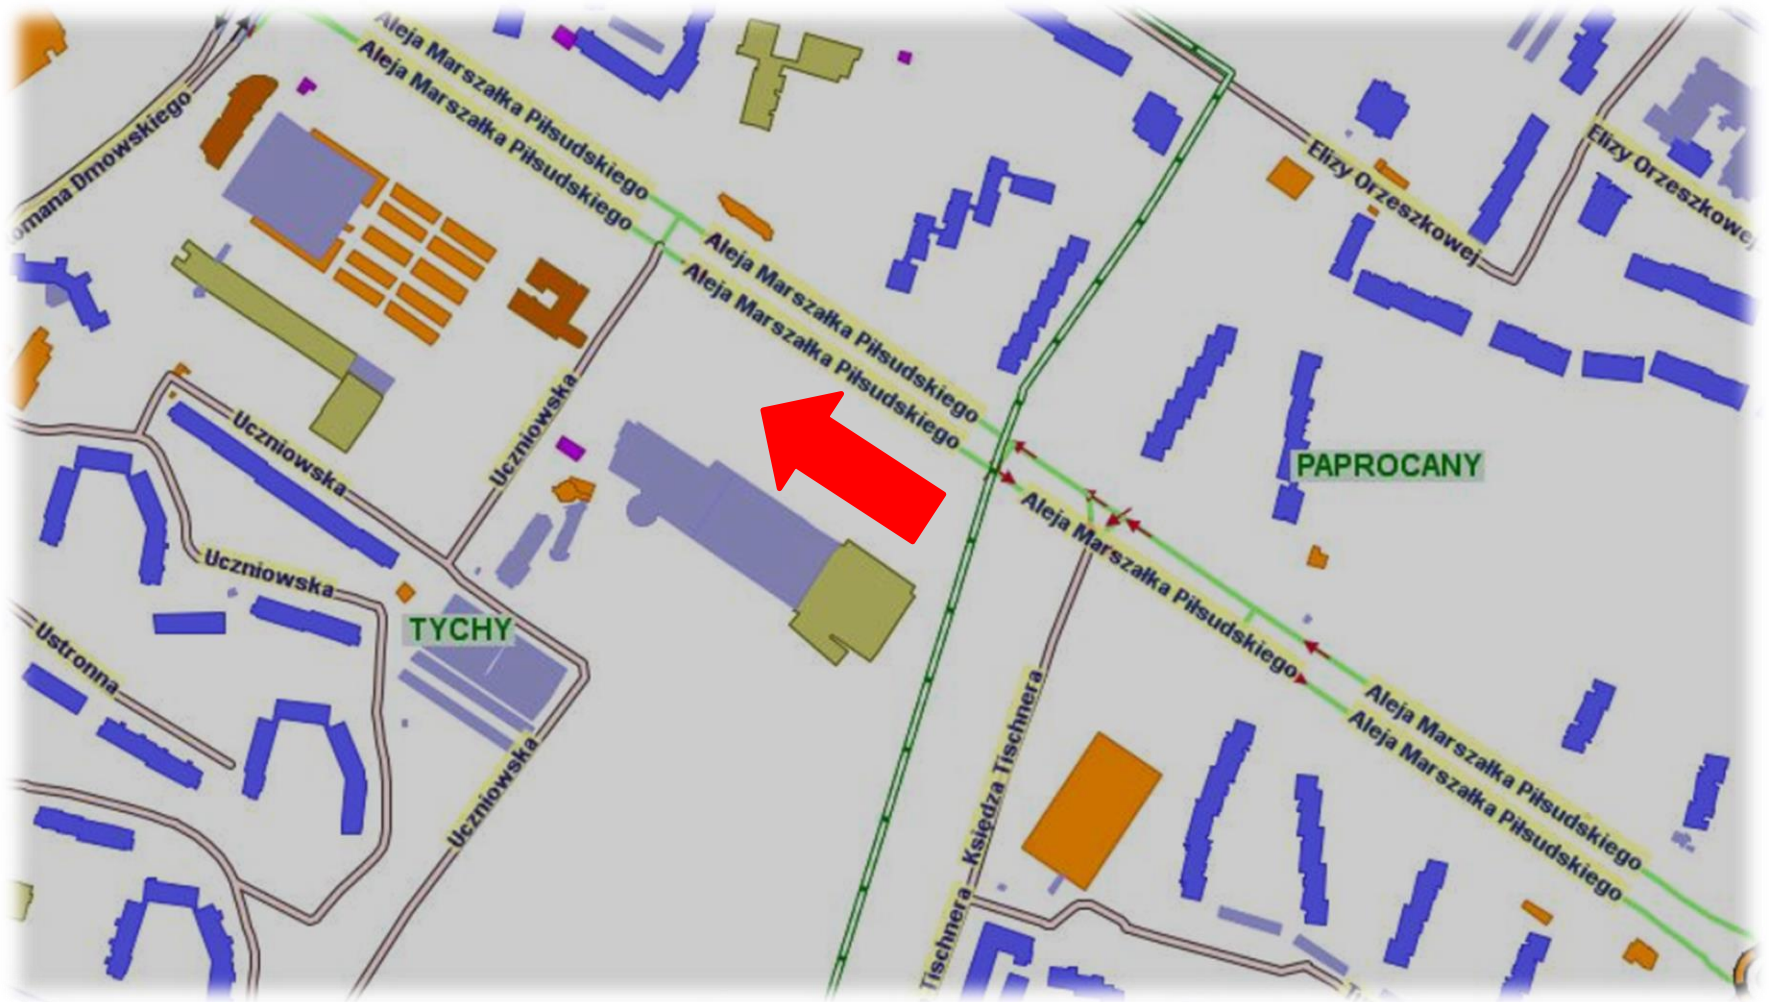 Aleja Marszałka Piłsudskiego
Aleja Marszałka Piłsudskiego
omana Dmowskiego
Elizy Orzeszkowej
Elizy Orzeszkowej
Aleja Marszałka Piłsudskiego
Aleja Marszałka Piłsudskiego
Uczniowska
Uczniowska
PAPROCANY
Aleja Marszałka Piłsudskiego
Uczniowska
TYCHY
Ustronna
Uczniowska
Księdza Tischnera
Aleja Marszałka Piłsudskiego
Aleja Marszałka Piłsudskiego
Tischnera